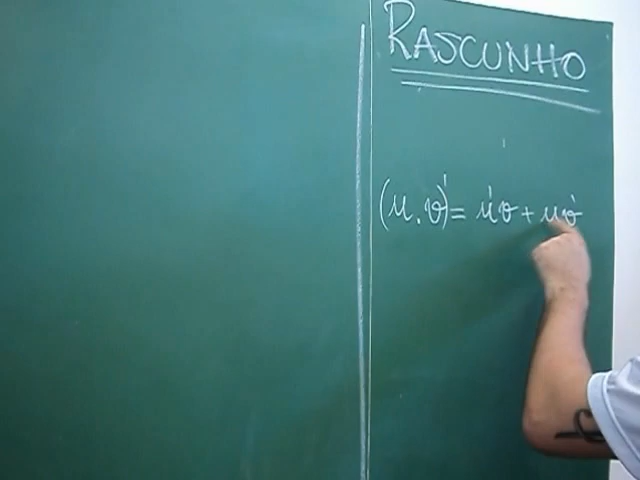 RASCUNHO
(u.v)' = u'v + uv'